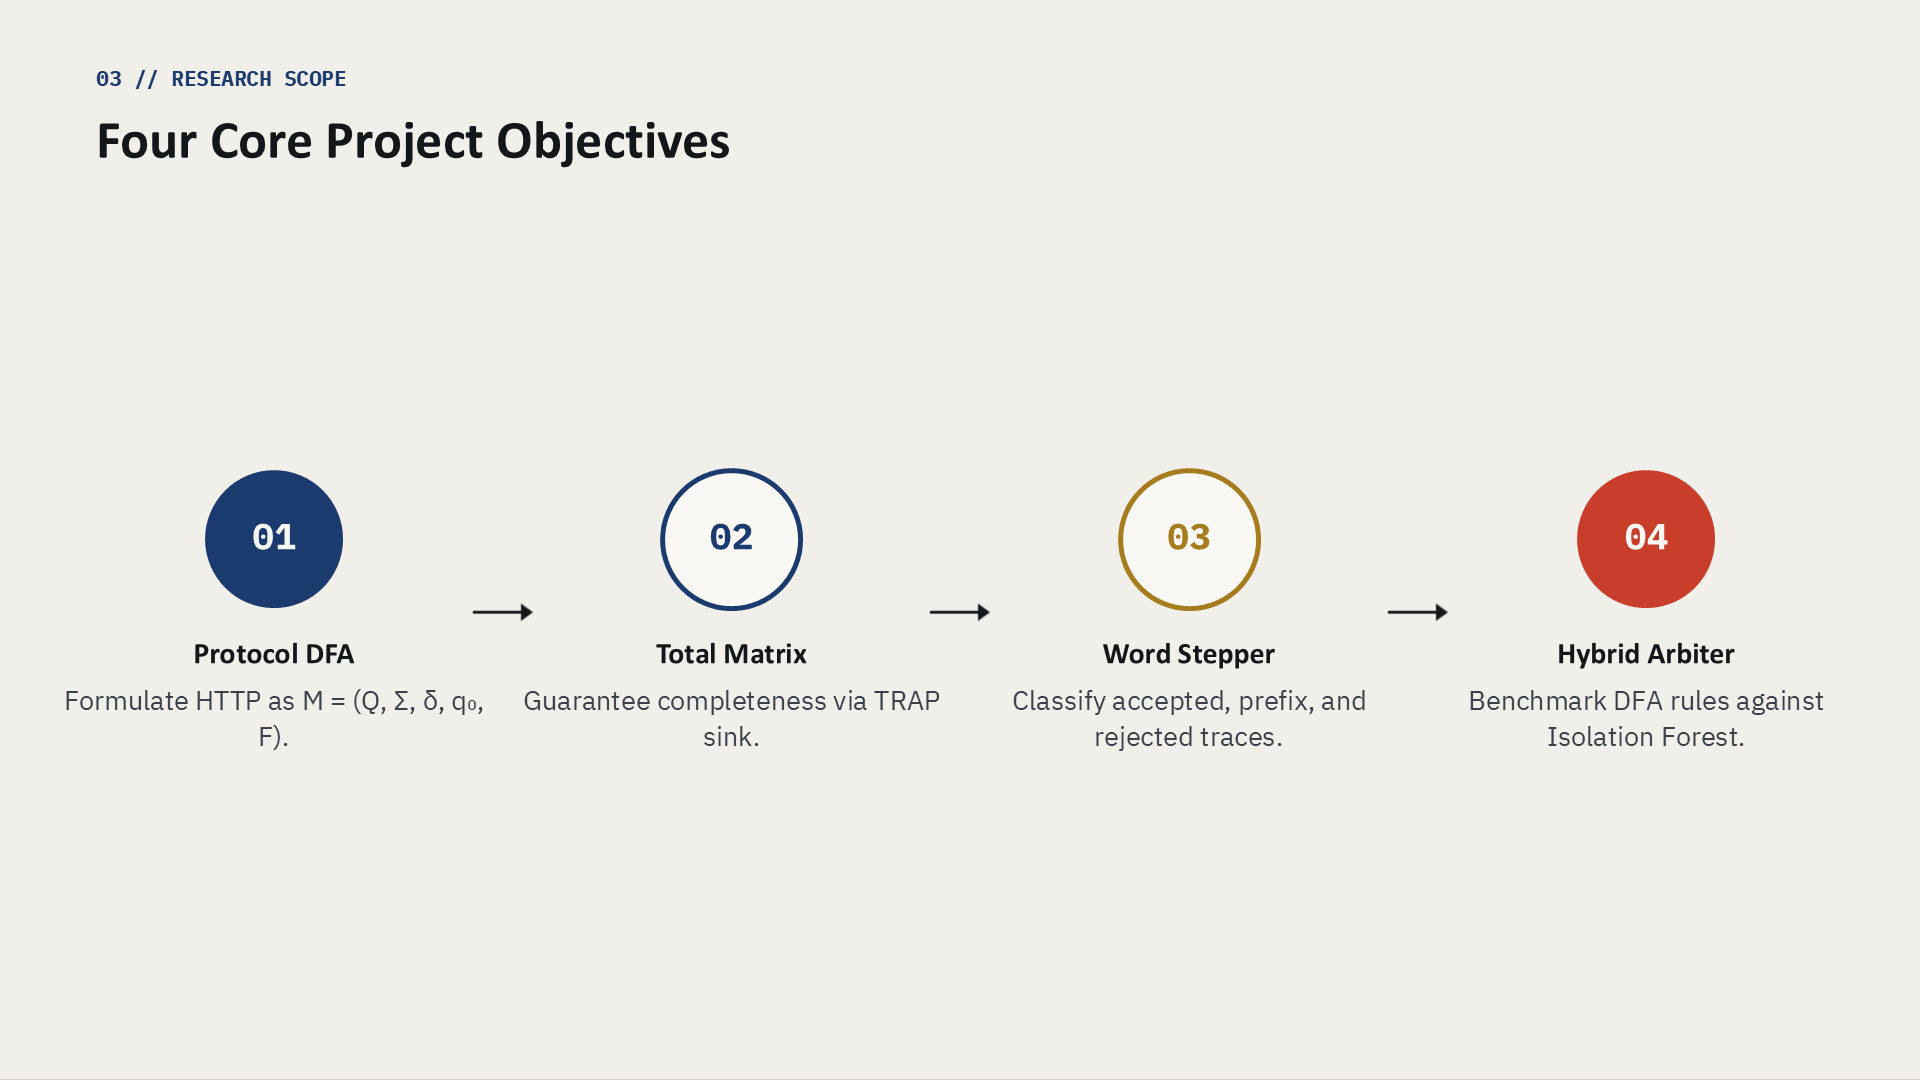 03 // RESEARCH SCOPE
Four Core Project Objectives
01
Protocol DFA
Formulate HTTP as M = (Q, Σ, δ, q₀,
F).
02
Total Matrix
Guarantee completeness via TRAP
sink.
03
Word Stepper
Classify accepted, prefix, and
rejected traces.
04
Hybrid Arbiter
Benchmark DFA rules against
Isolation Forest.